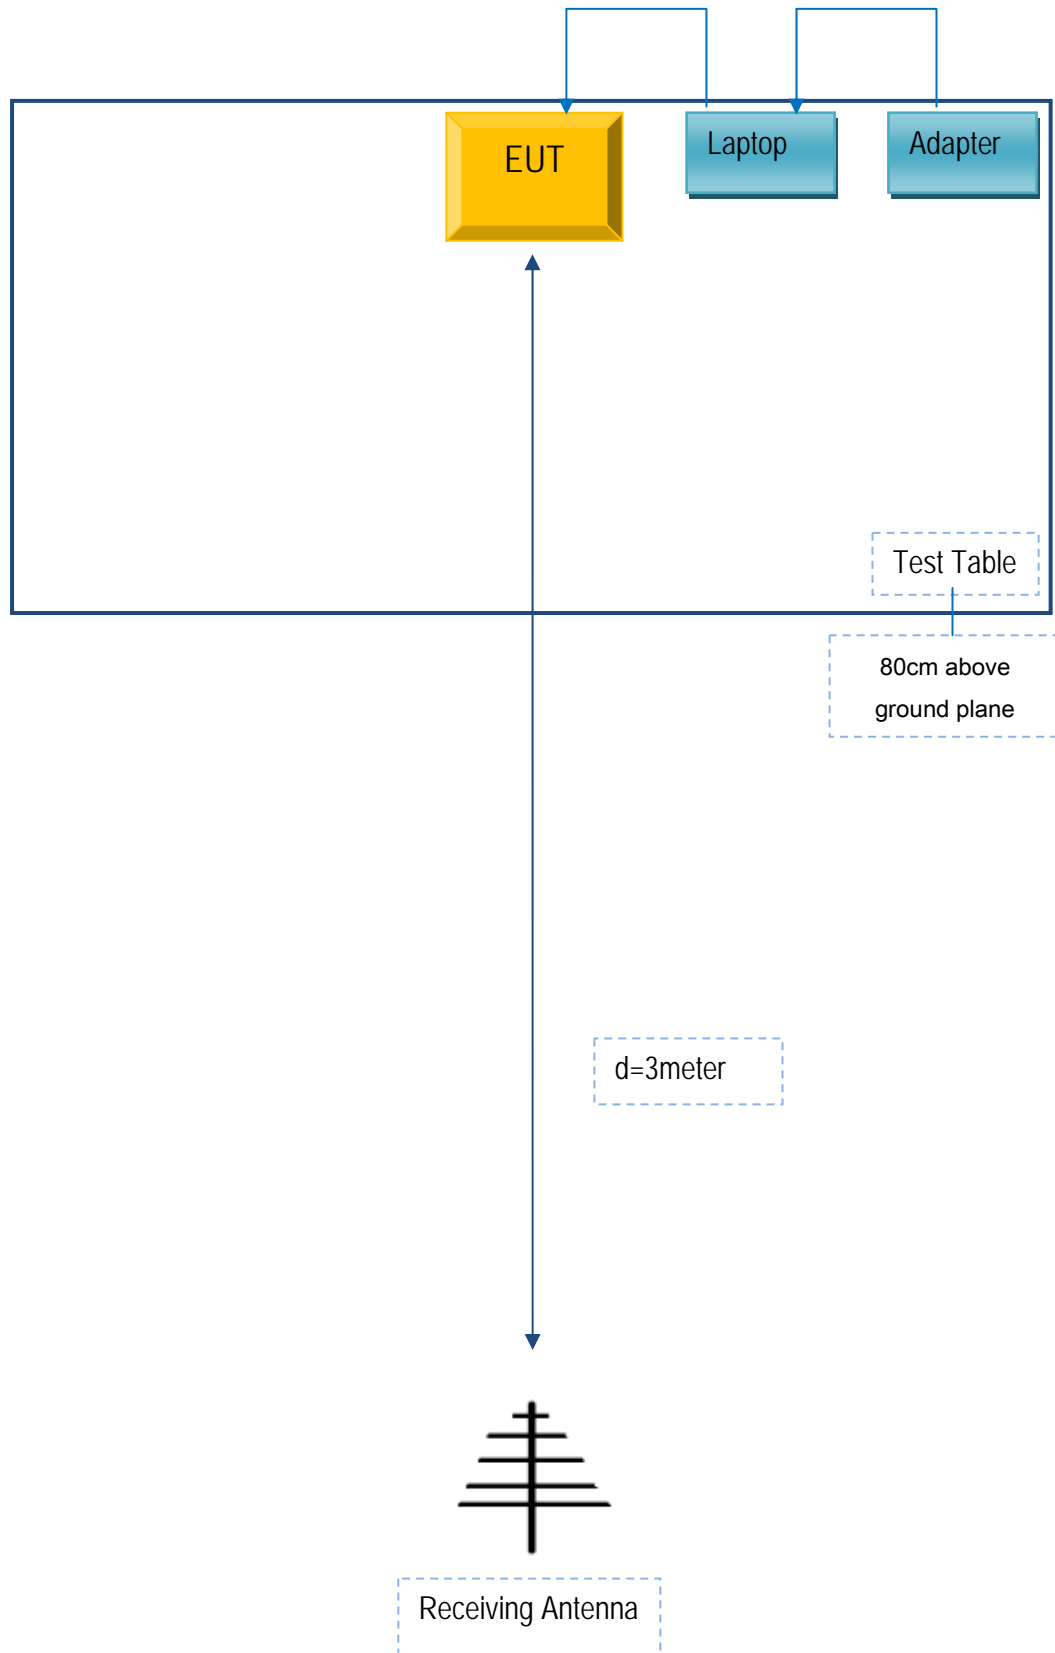 EUT
Laptop
Adapter
Test Table
80cm above
ground plane
d=3meter
Receiving Antenna